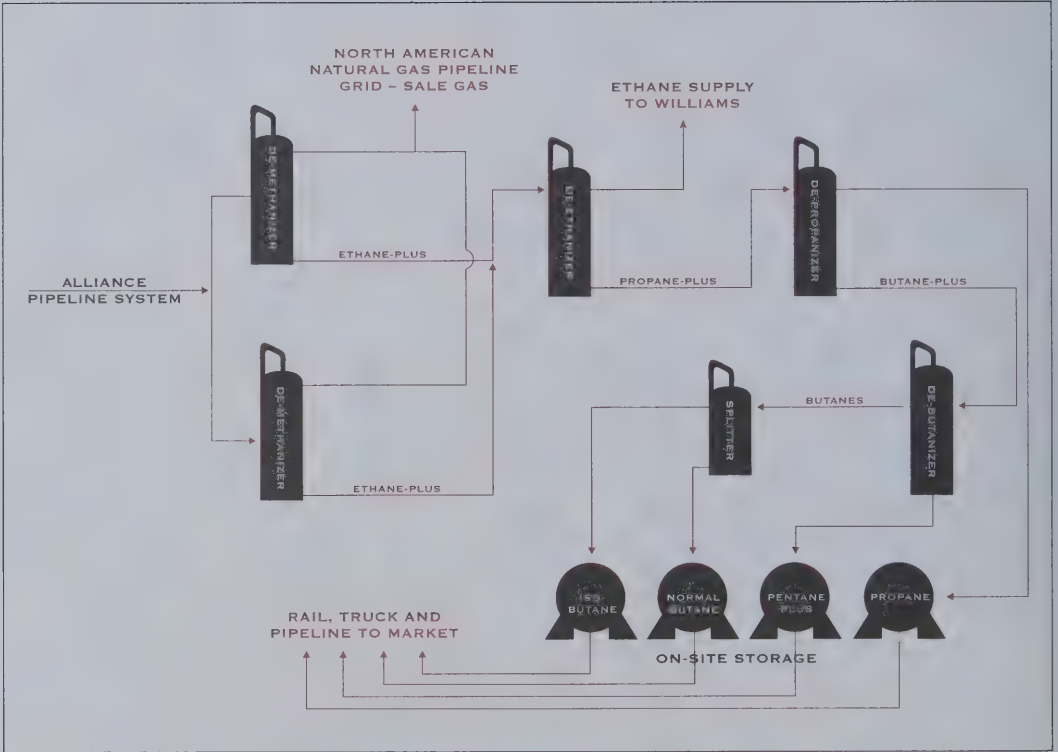 NORTH AMERICAN
NATURAL GAS PIPELINE
GRID – SALE GAS
ETHANE SUPPLY
TO WILLIAMS
DE-METHANIZER
DE-ETHANIZER
DE-PROPANIZER
ETHANE-PLUS
PROPANE-PLUS
BUTANE-PLUS
ALLIANCE
PIPELINE SYSTEM
DE-METHANIZER
SPLITTER
BUTANES
DE-BUTANIZER
ETHANE-PLUS
ISO
BUTANE
NORMAL
BUTANE
PENTANE
PLUS
PROPANE
RAIL, TRUCK AND
PIPELINE TO MARKET
ON-SITE STORAGE